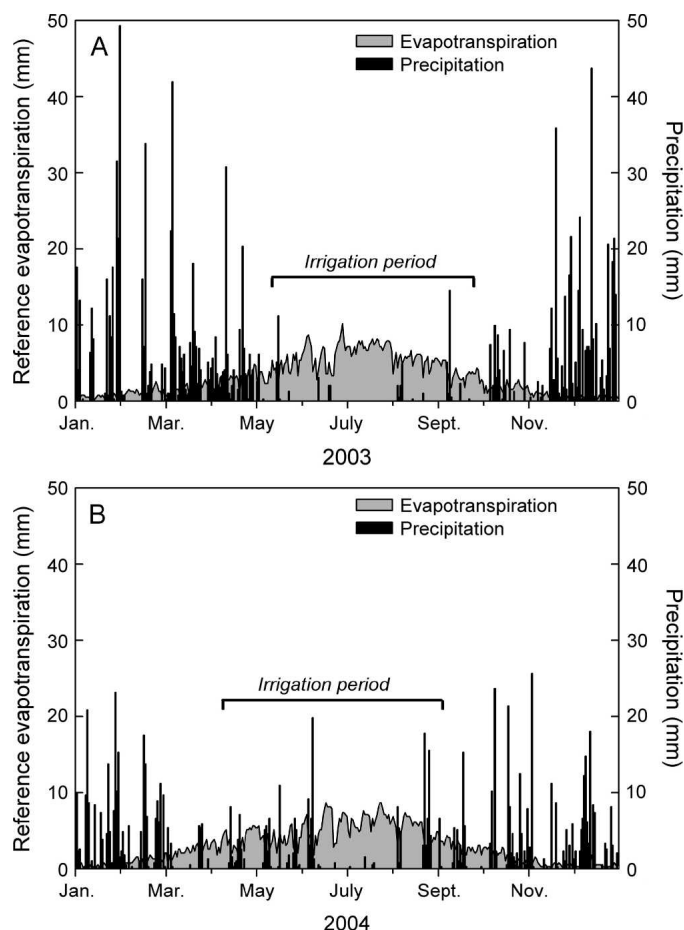 A
Evapotranspiration
Precipitation
Irrigation period
Reference evapotranspiration (mm)
50
40
30
20
10
0
Precipitation (mm)
50
40
30
20
10
0
Jan. Mar. May July Sept. Nov.
2003
B
Evapotranspiration
Precipitation
Irrigation period
Reference evapotranspiration (mm)
50
40
30
20
10
0
Precipitation (mm)
50
40
30
20
10
0
Jan. Mar. May July Sept. Nov.
2004